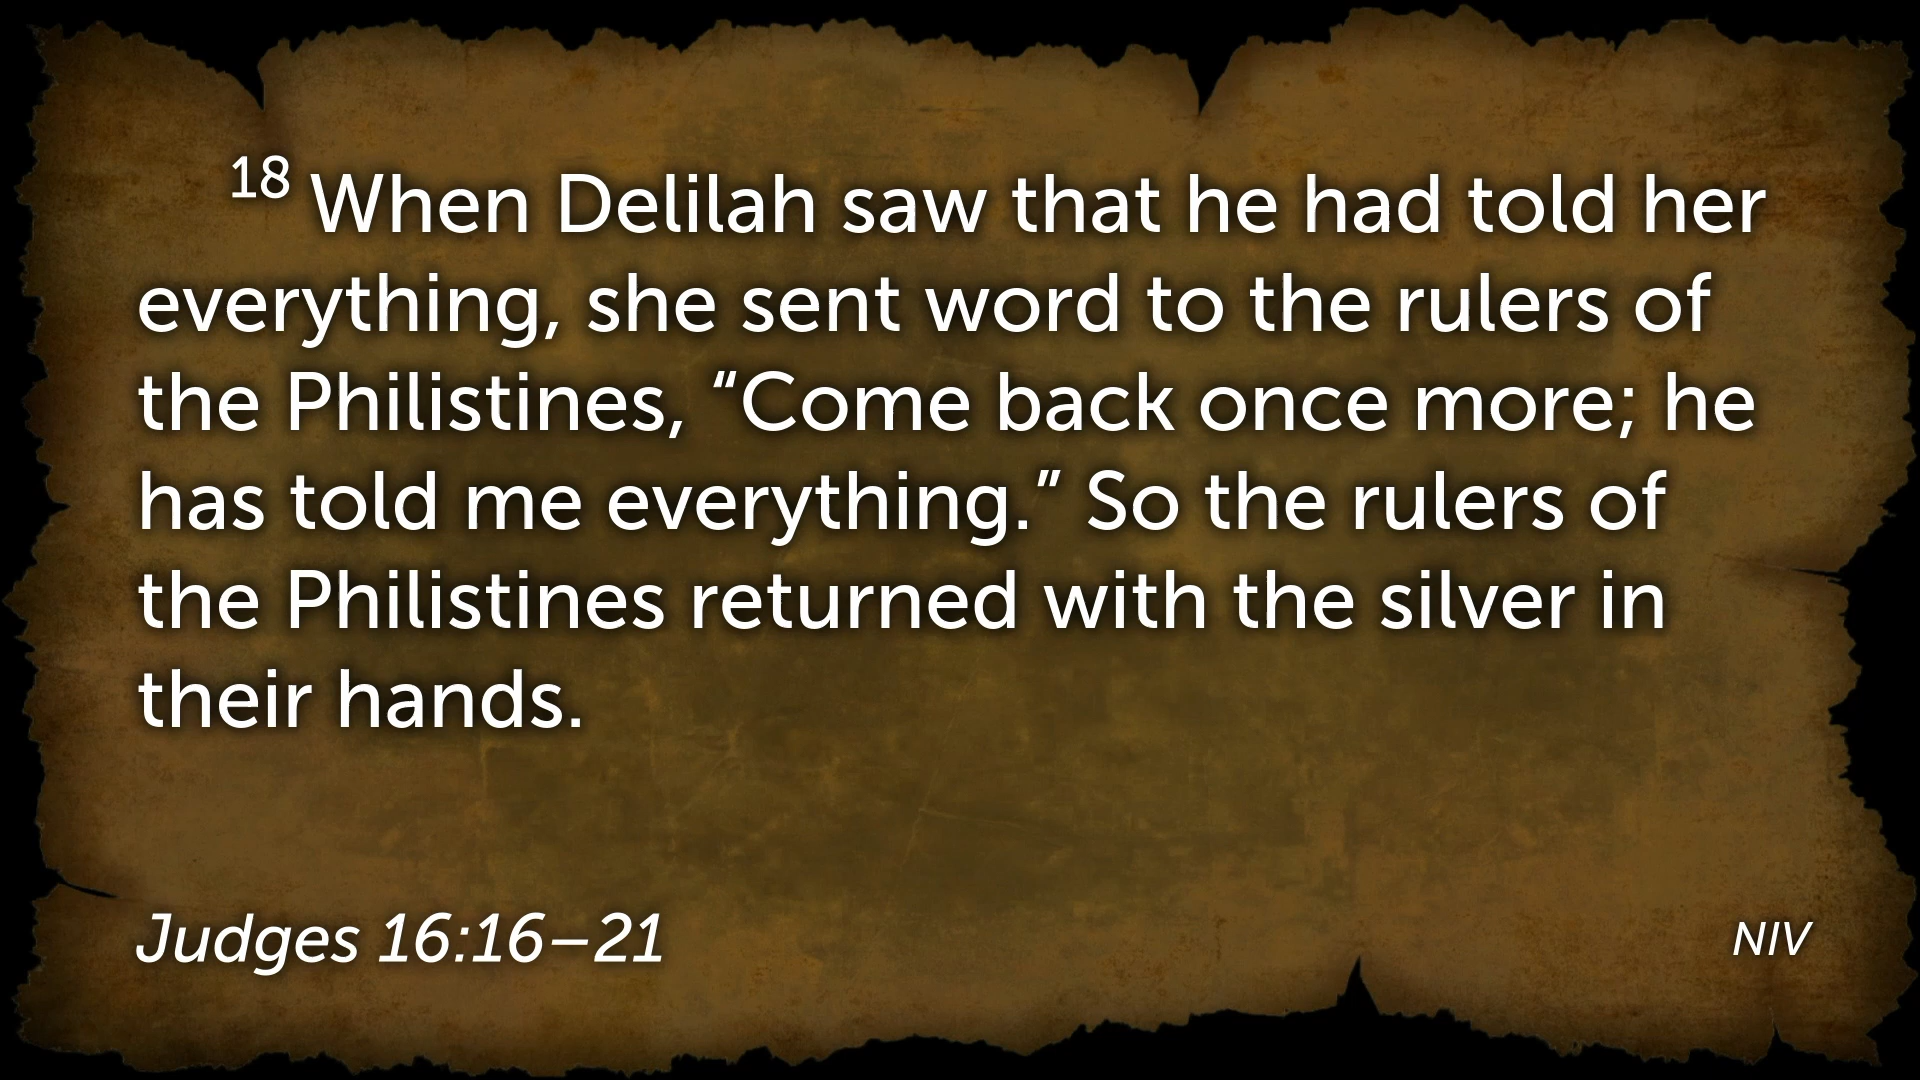 18 When Delilah saw that he had told her
everything, she sent word to the rulers of
the Philistines, “Come back once more; he
has told me everything.” So the rulers of
the Philistines returned with the silver in
their hands.
Judges 16:16–21
NIV